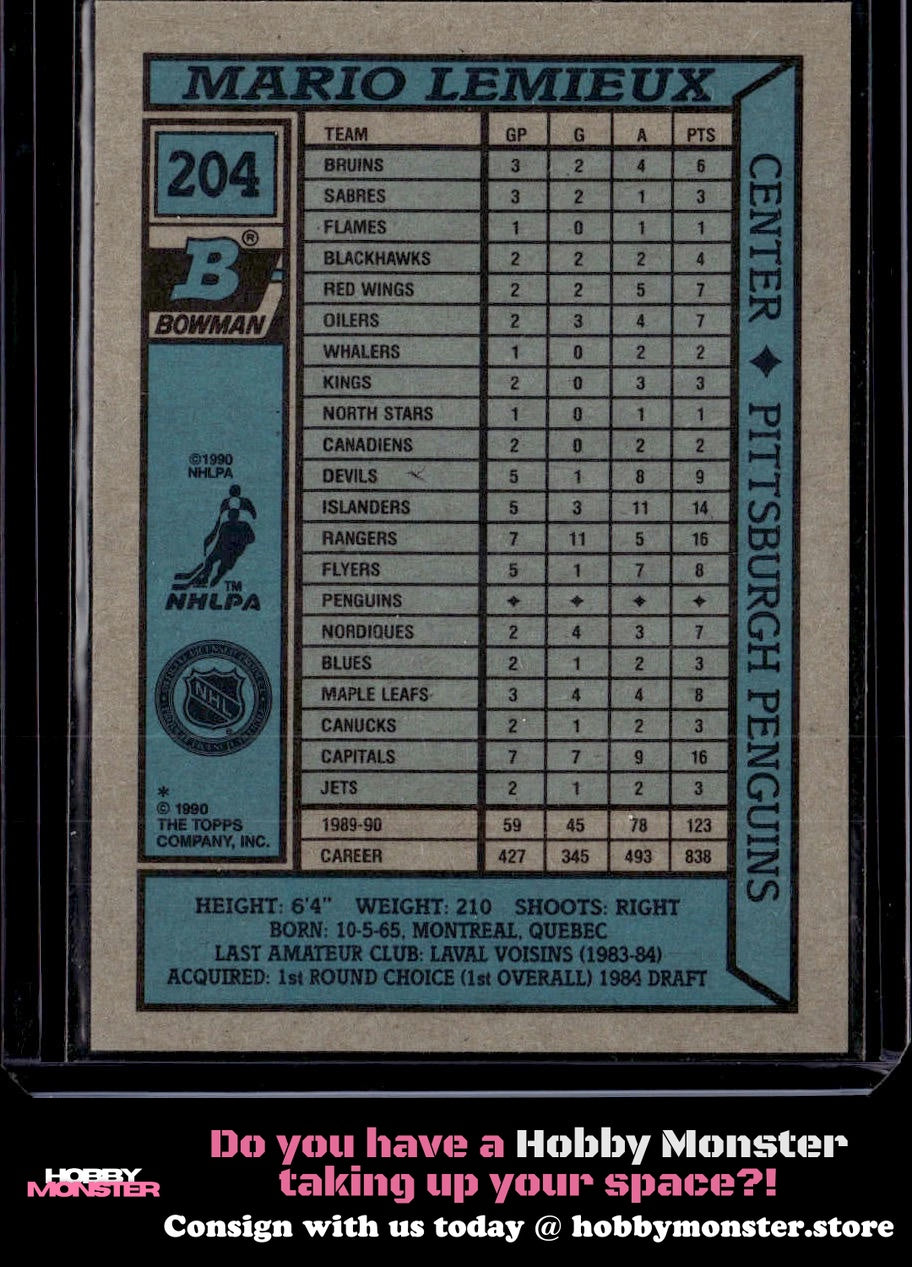 MARIO LEMIEUX
204
B®
BOWMAN
©1990
NHLPA
TM
NHLPA
NHL
*
© 1990
THE TOPPS
COMPANY, INC.
TEAM GP G A PTS
BRUINS 3 2 4 6
SABRES 3 2 1 3
FLAMES 1 0 1 1
BLACKHAWKS 2 2 2 4
RED WINGS 2 2 5 7
OILERS 2 3 4 7
WHALERS 1 0 2 2
KINGS 2 0 3 3
NORTH STARS 1 0 1 1
CANADIENS 2 0 2 2
DEVILS 5 1 8 9
ISLANDERS 5 3 11 14
RANGERS 7 11 5 16
FLYERS 5 1 7 8
PENGUINS ✦ ✦ ✦ ✦
NORDIQUES 2 4 3 7
BLUES 2 1 2 3
MAPLE LEAFS 3 4 4 8
CANUCKS 2 1 2 3
CAPITALS 7 7 9 16
JETS 2 1 2 3
1989-90 59 45 78 123
CAREER 427 345 493 838
CENTER ✦ PITTSBURGH PENGUINS
HEIGHT: 6'4" WEIGHT: 210 SHOOTS: RIGHT
BORN: 10-5-65, MONTREAL, QUEBEC
LAST AMATEUR CLUB: LAVAL VOISINS (1983-84)
ACQUIRED: 1st ROUND CHOICE (1st OVERALL) 1984 DRAFT
HOBBY
MONSTER
Do you have a Hobby Monster
taking up your space?!
Consign with us today @ hobbymonster.store